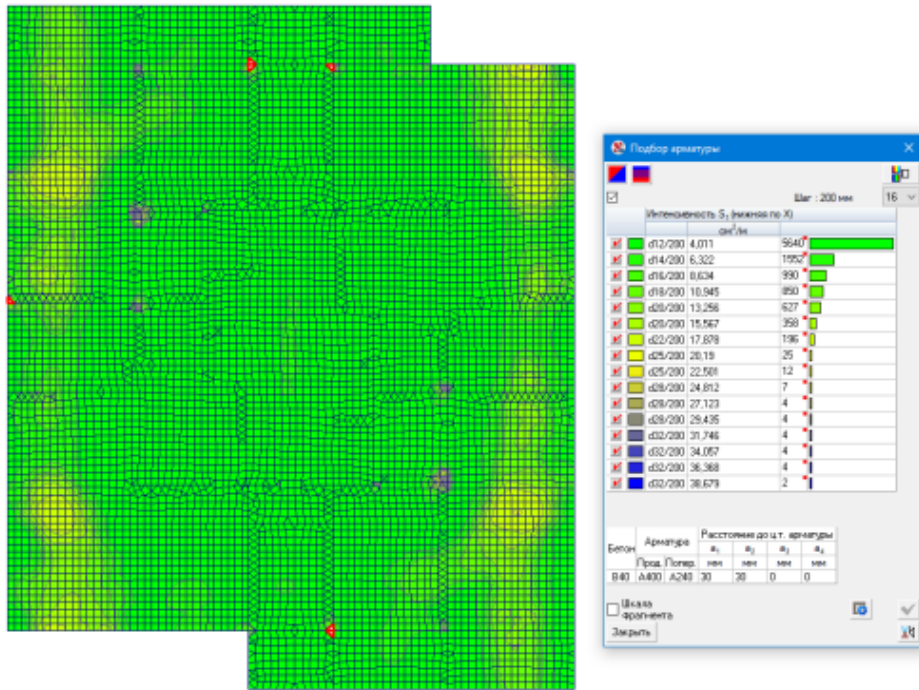 Подбор арматуры
Шаг : 200 мм
16
Интенсивность S₁ (нижняя по X)
см²/м
d12/200 4,011 9640
d14/200 6,322 1552
d16/200 8,634 990
d18/200 10,945 850
d20/200 13,256 627
d20/200 15,567 358
d22/200 17,878 196
d25/200 20,19 25
d25/200 22,501 12
d28/200 24,812 7
d28/200 27,123 4
d28/200 29,435 4
d32/200 31,746 4
d32/200 34,057 4
d32/200 36,368 4
d32/200 38,679 2
Бетон Арматура Расстояние до ц.т. арматуры
a₁ a₂ a₃ a₄
Прод. Попер. мм мм мм мм
B40 A400 A240 30 30 0 0
Шкала
фрагмента
Закрыть